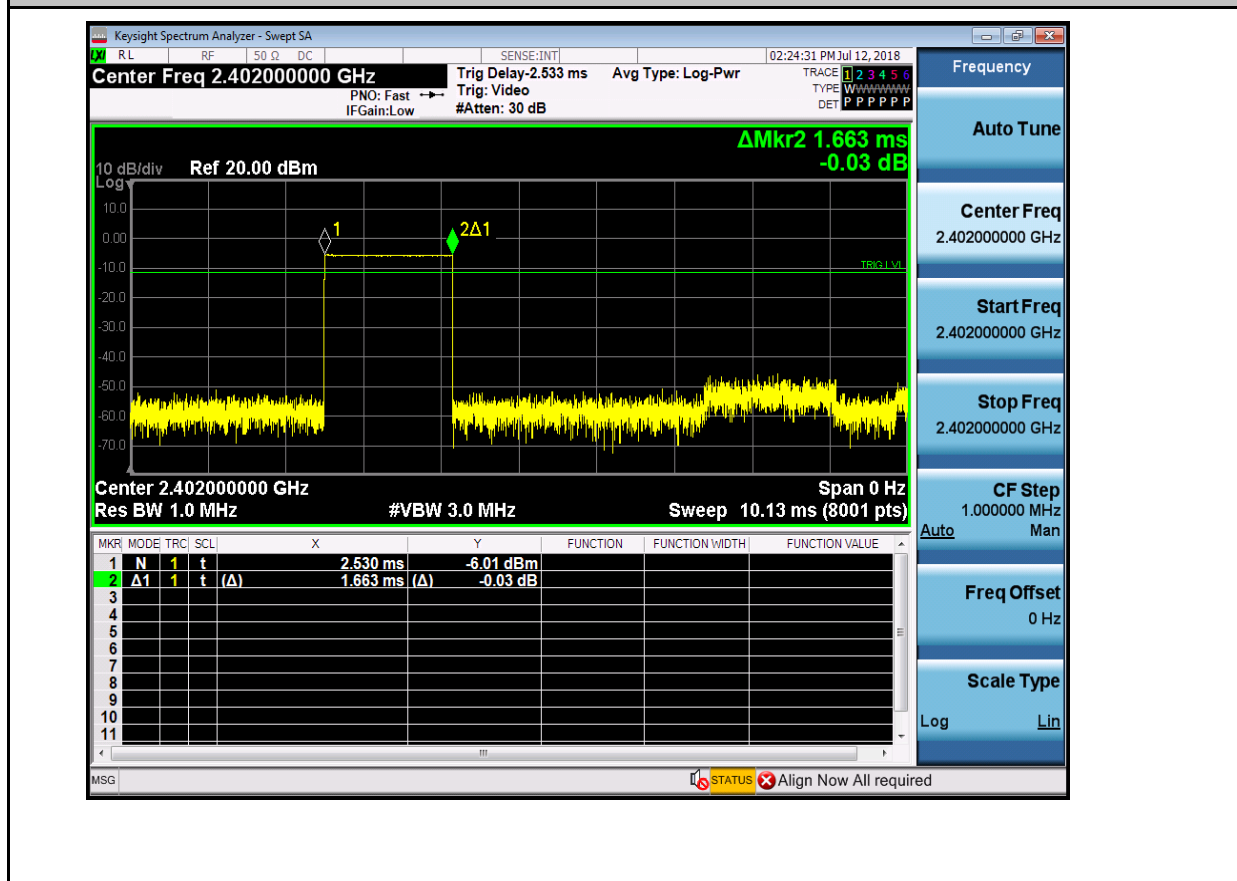 Keysight Spectrum Analyzer - Swept SA
LXI RL RF 50 Ω DC SENSE:INT 02:24:31 PM Jul 12, 2018
Center Freq 2.402000000 GHz
PNO: Fast
IFGain:Low
Trig Delay-2.533 ms
Trig: Video
#Atten: 30 dB
Avg Type: Log-Pwr
TRACE 1 2 3 4 5 6
TYPE WWWWWW
DET P P P P P P
ΔMkr2 1.663 ms
-0.03 dB
10 dB/div Ref 20.00 dBm
Log
10.0
0.00
-10.0
-20.0
-30.0
-40.0
-50.0
-60.0
-70.0
1
2Δ1
TRIG LVL
Center 2.402000000 GHz Span 0 Hz
Res BW 1.0 MHz #VBW 3.0 MHz Sweep 10.13 ms (8001 pts)
MKR MODE TRC SCL X Y FUNCTION FUNCTION WIDTH FUNCTION VALUE
1 N 1 t 2.530 ms -6.01 dBm
2 Δ1 1 t (Δ) 1.663 ms (Δ) -0.03 dB
3
4
5
6
7
8
9
10
11
MSG STATUS Align Now All required
Frequency
Auto Tune
Center Freq
2.402000000 GHz
Start Freq
2.402000000 GHz
Stop Freq
2.402000000 GHz
CF Step
1.000000 MHz
Auto Man
Freq Offset
0 Hz
Scale Type
Log Lin